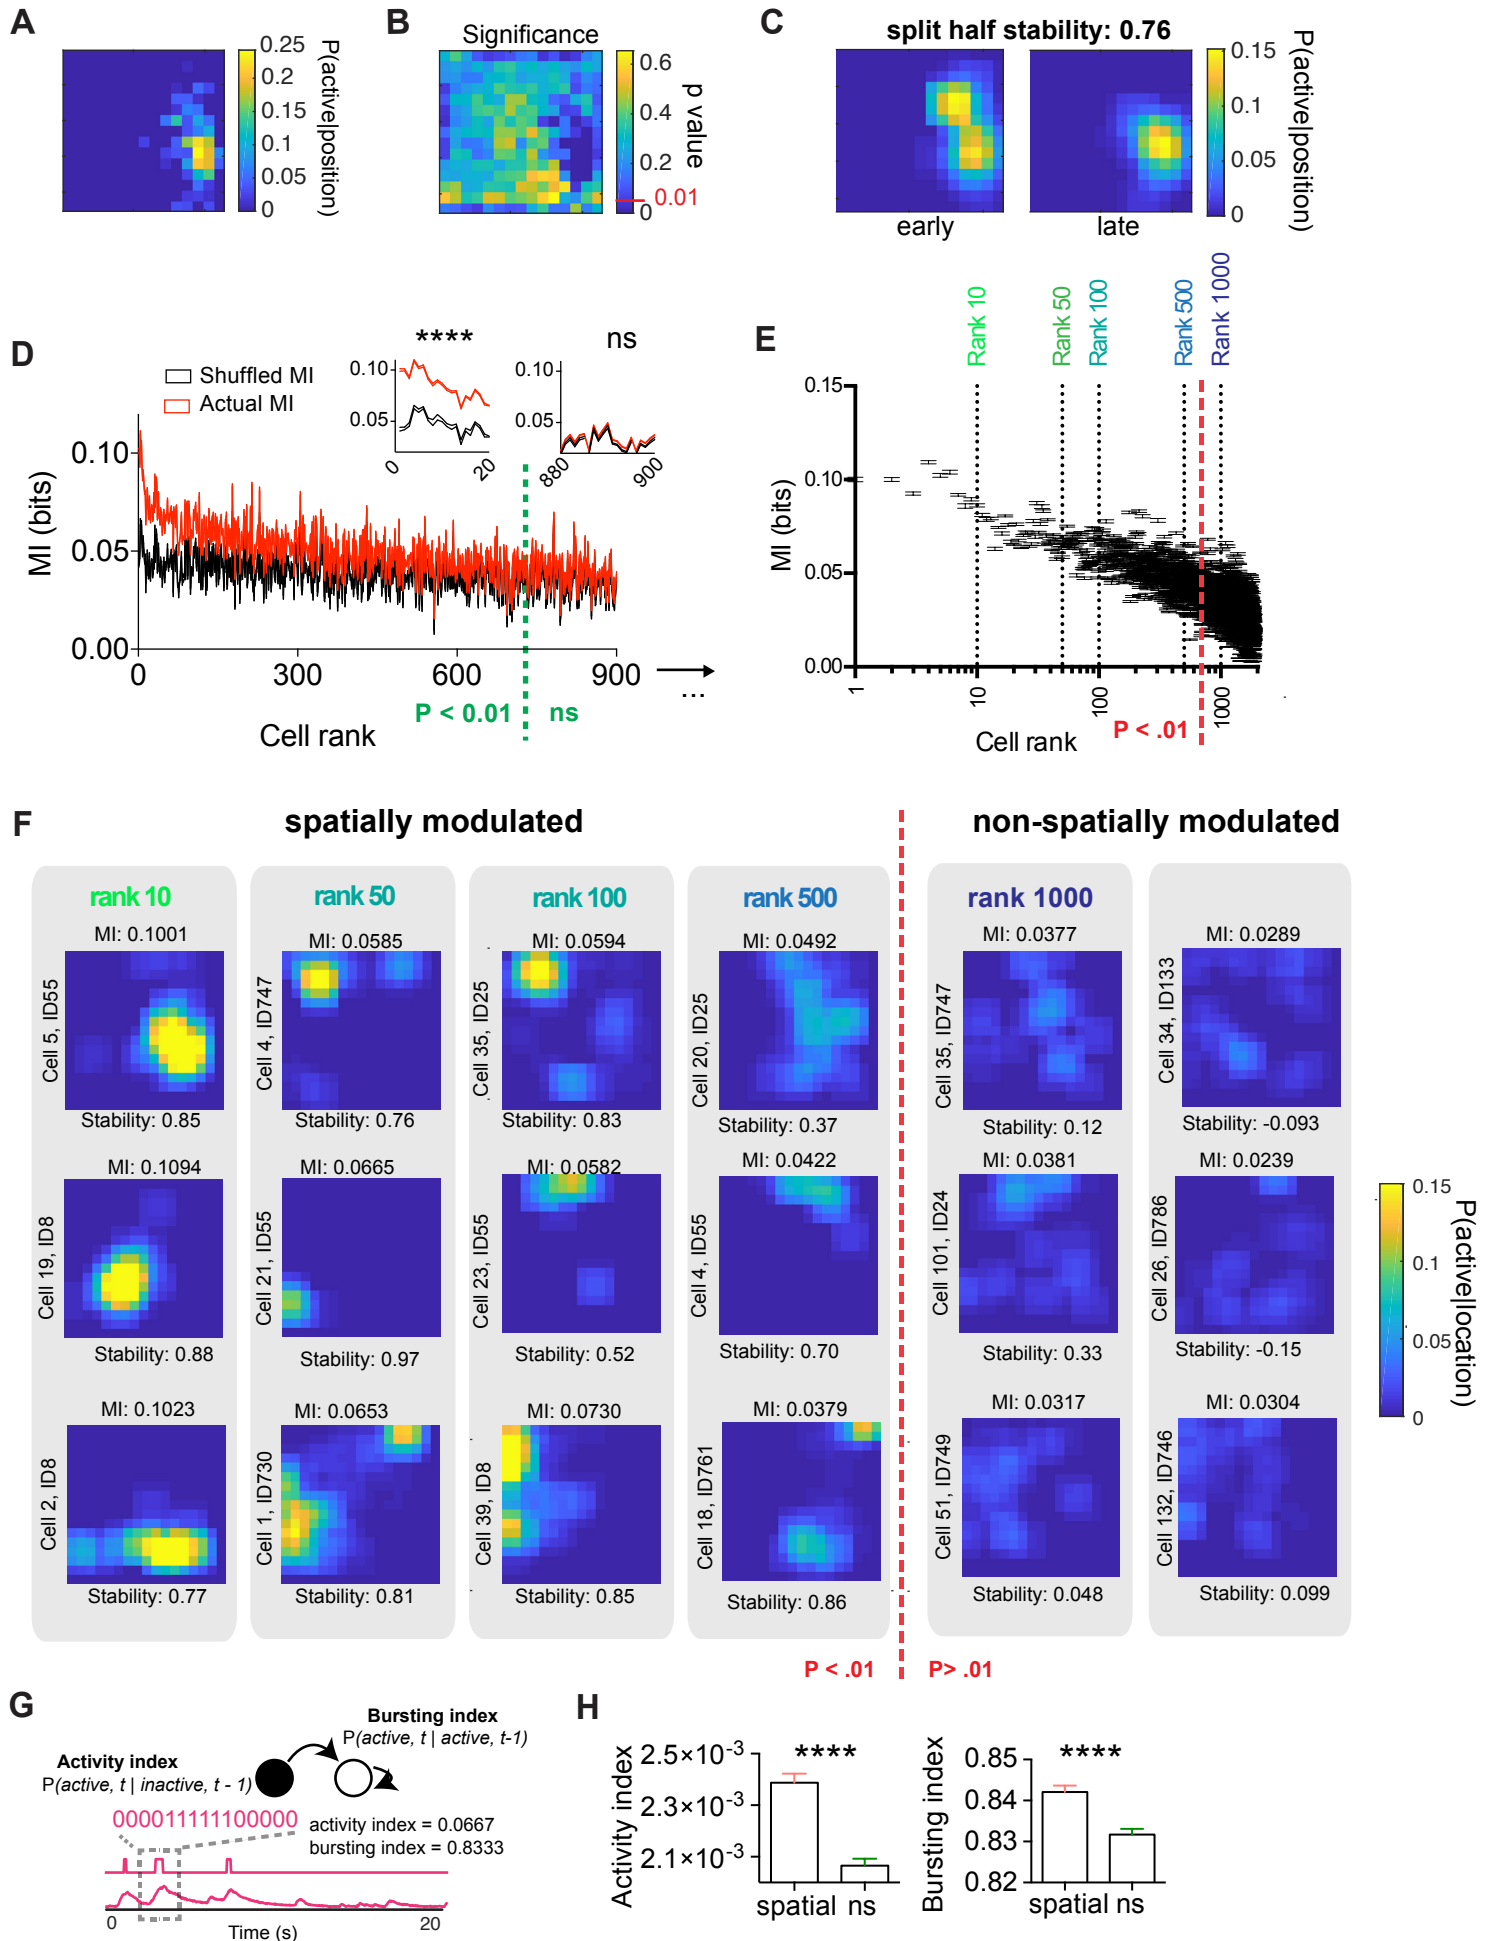 A
0.25
0.2
0.15
0.1
0.05
0
P(active|position)
B
Significance
0.6
0.4
0.2
0.01
0
p value
C
split half stability: 0.76
0.15
0.1
0.05
0
P(active|position)
early
late
D
Shuffled MI
Actual MI
****
0.10
0.05
0
20
ns
0.10
0.05
880
900
MI (bits)
0.10
0.05
0.00
0
300
600
900
...
P < 0.01
ns
Cell rank
E
Rank 10
Rank 50
Rank 100
Rank 500
Rank 1000
MI (bits)
0.15
0.10
0.05
0.00
1
10
100
1000
Cell rank
P < .01
F
spatially modulated
non-spatially modulated
rank 10
rank 50
rank 100
rank 500
rank 1000
MI: 0.1001
MI: 0.0585
MI: 0.0594
MI: 0.0492
MI: 0.0377
MI: 0.0289
Cell 5, ID55
Cell 4, ID747
Cell 35, ID25
Cell 20, ID25
Cell 35, ID747
Cell 34, ID133
Stability: 0.85
Stability: 0.76
Stability: 0.83
Stability: 0.37
Stability: 0.12
Stability: -0.093
MI: 0.1094
MI: 0.0665
MI: 0.0582
MI: 0.0422
MI: 0.0381
MI: 0.0239
Cell 19, ID8
Cell 21, ID55
Cell 23, ID55
Cell 4, ID55
Cell 101, ID24
Cell 26, ID786
Stability: 0.88
Stability: 0.97
Stability: 0.52
Stability: 0.70
Stability: 0.33
Stability: -0.15
MI: 0.1023
MI: 0.0653
MI: 0.0730
MI: 0.0379
MI: 0.0317
MI: 0.0304
Cell 2, ID8
Cell 1, ID730
Cell 39, ID8
Cell 18, ID761
Cell 51, ID749
Cell 132, ID746
Stability: 0.77
Stability: 0.81
Stability: 0.85
Stability: 0.86
Stability: 0.048
Stability: 0.099
0.15
0.1
0.05
0
P(active|location)
P < .01
P> .01
G
Bursting index
P(active, t | active, t-1)
Activity index
P(active, t | inactive, t - 1)
000011111100000
activity index = 0.0667
bursting index = 0.8333
0
20
Time (s)
H
Activity index
2.5×10-3
2.3×10-3
2.1×10-3
****
spatial
ns
Bursting index
0.85
0.84
0.83
0.82
****
spatial
ns